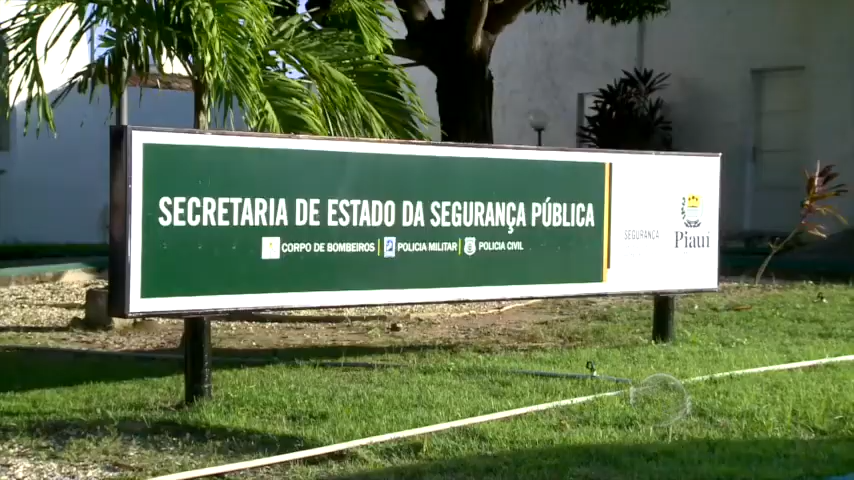 SECRETARIA DE ESTADO DA SEGURANÇA PÚBLICA
CORPO DE BOMBEIROS POLICIA MILITAR POLICIA CIVIL
SEGURANÇA
Piauí